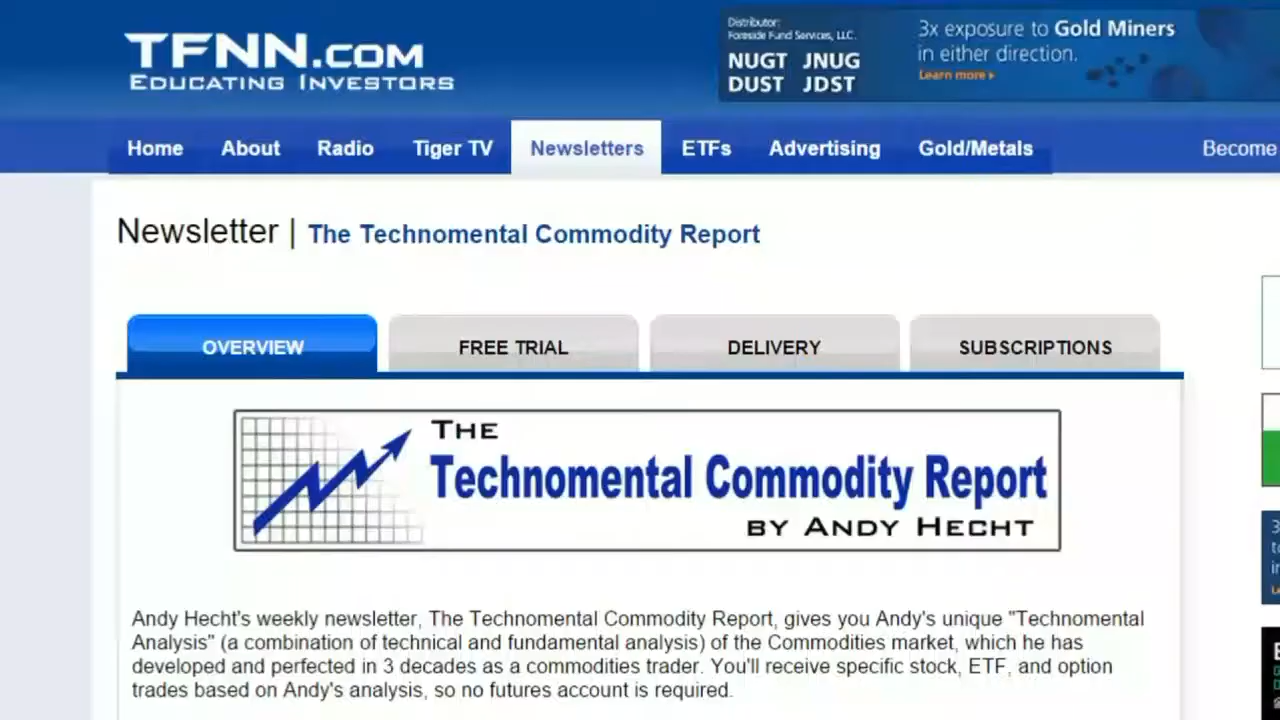 TFNN.COM
EDUCATING INVESTORS
Distributor:
Foreside Fund Services, LLC.
NUGT JNUG
DUST JDST
3x exposure to Gold Miners
in either direction.
Learn more
Home About Radio Tiger TV Newsletters ETFs Advertising Gold/Metals Become
Newsletter | The Technomental Commodity Report
OVERVIEW FREE TRIAL DELIVERY SUBSCRIPTIONS
THE
Technomental Commodity Report
BY ANDY HECHT
Andy Hecht's weekly newsletter, The Technomental Commodity Report, gives you Andy's unique "Technomental
Analysis" (a combination of technical and fundamental analysis) of the Commodities market, which he has
developed and perfected in 3 decades as a commodities trader. You'll receive specific stock, ETF, and option
trades based on Andy's analysis, so no futures account is required.